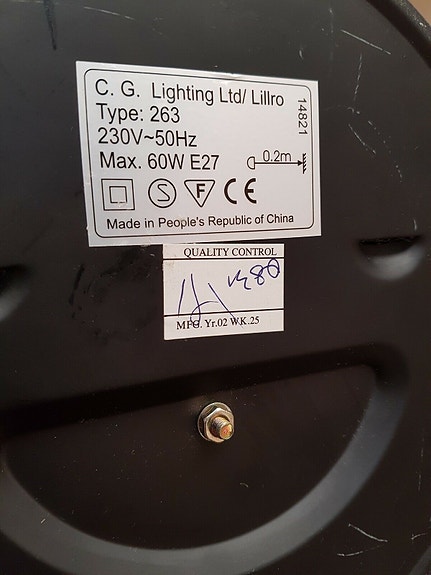 C. G. Lighting Ltd/ Lillro
14821
Type: 263
230V~50Hz
Max. 60W E27
0.2m
S F CE
Made in People's Republic of China
QUALITY CONTROL
MFG. Yr.02 W.K.25